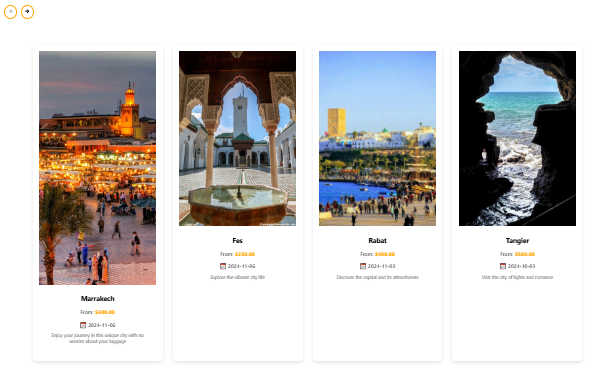 Marrakech
From: $300.00
2024-11-06
Enjoy your journey in this unique city with no
worries about your luggage
Fes
From: $350.00
2024-11-06
Explore the vibrant city life
Rabat
From: $400.00
2024-11-03
Discover the capital and its attractivness
Tangier
From: $500.00
2024-10-03
Visit the city of lights and romance